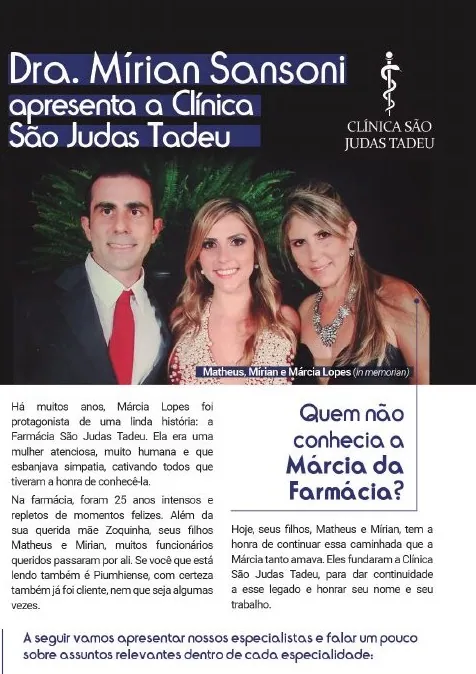 Dra. Mírian Sansoni
apresenta a Clínica
São Judas Tadeu
CLÍNICA SÃO
JUDAS TADEU
Matheus, Mírian e Márcia Lopes (in memorian)
Há muitos anos, Márcia Lopes foi
protagonista de uma linda história: a
Farmácia São Judas Tadeu. Ela era uma
mulher atenciosa, muito humana e que
esbanjava simpatia, cativando todos que
tiveram a honra de conhecê-la.
Na farmácia, foram 25 anos intensos e
repletos de momentos felizes. Além da
sua querida mãe Zoquinha, seus filhos
Matheus e Mirian, muitos funcionários
queridos passaram por ali. Se você que está
lendo também é Piumhiense, com certeza
também já foi cliente, nem que seja algumas
vezes.
Quem não
conhecia a
Márcia da
Farmácia?
Hoje, seus filhos, Matheus e Mírian, tem a
honra de continuar essa caminhada que a
Márcia tanto amava. Eles fundaram a Clínica
São Judas Tadeu, para dar continuidade
a esse legado e honrar seu nome e seu
trabalho.
A seguir vamos apresentar nossos especialistas e falar um pouco
sobre assuntos relevantes dentro de cada especialidade: